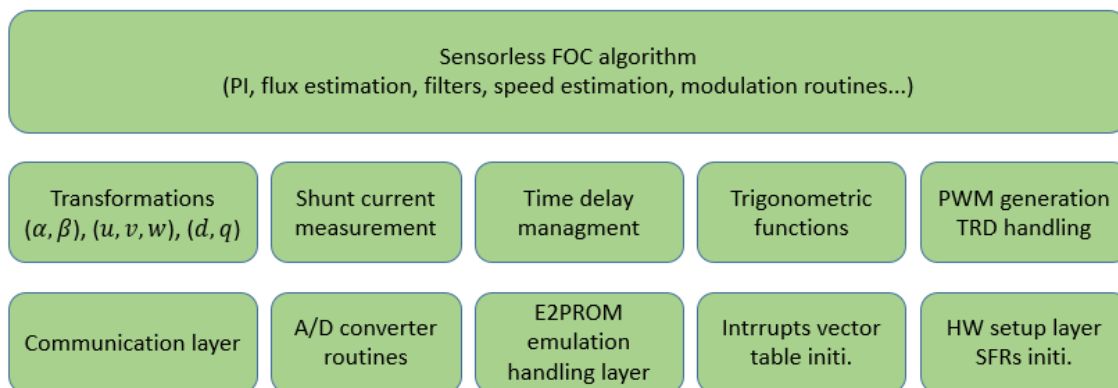 Sensorless FOC algorithm
(PI, flux estimation, filters, speed estimation, modulation routines...)
Transformations
(α, β), (u, v, w), (d, q)
Shunt current
measurement
Time delay
managment
Trigonometric
functions
PWM generation
TRD handling
Communication layer
A/D converter
routines
E2PROM
emulation
handling layer
Intrrupts vector
table initi.
HW setup layer
SFRs initi.